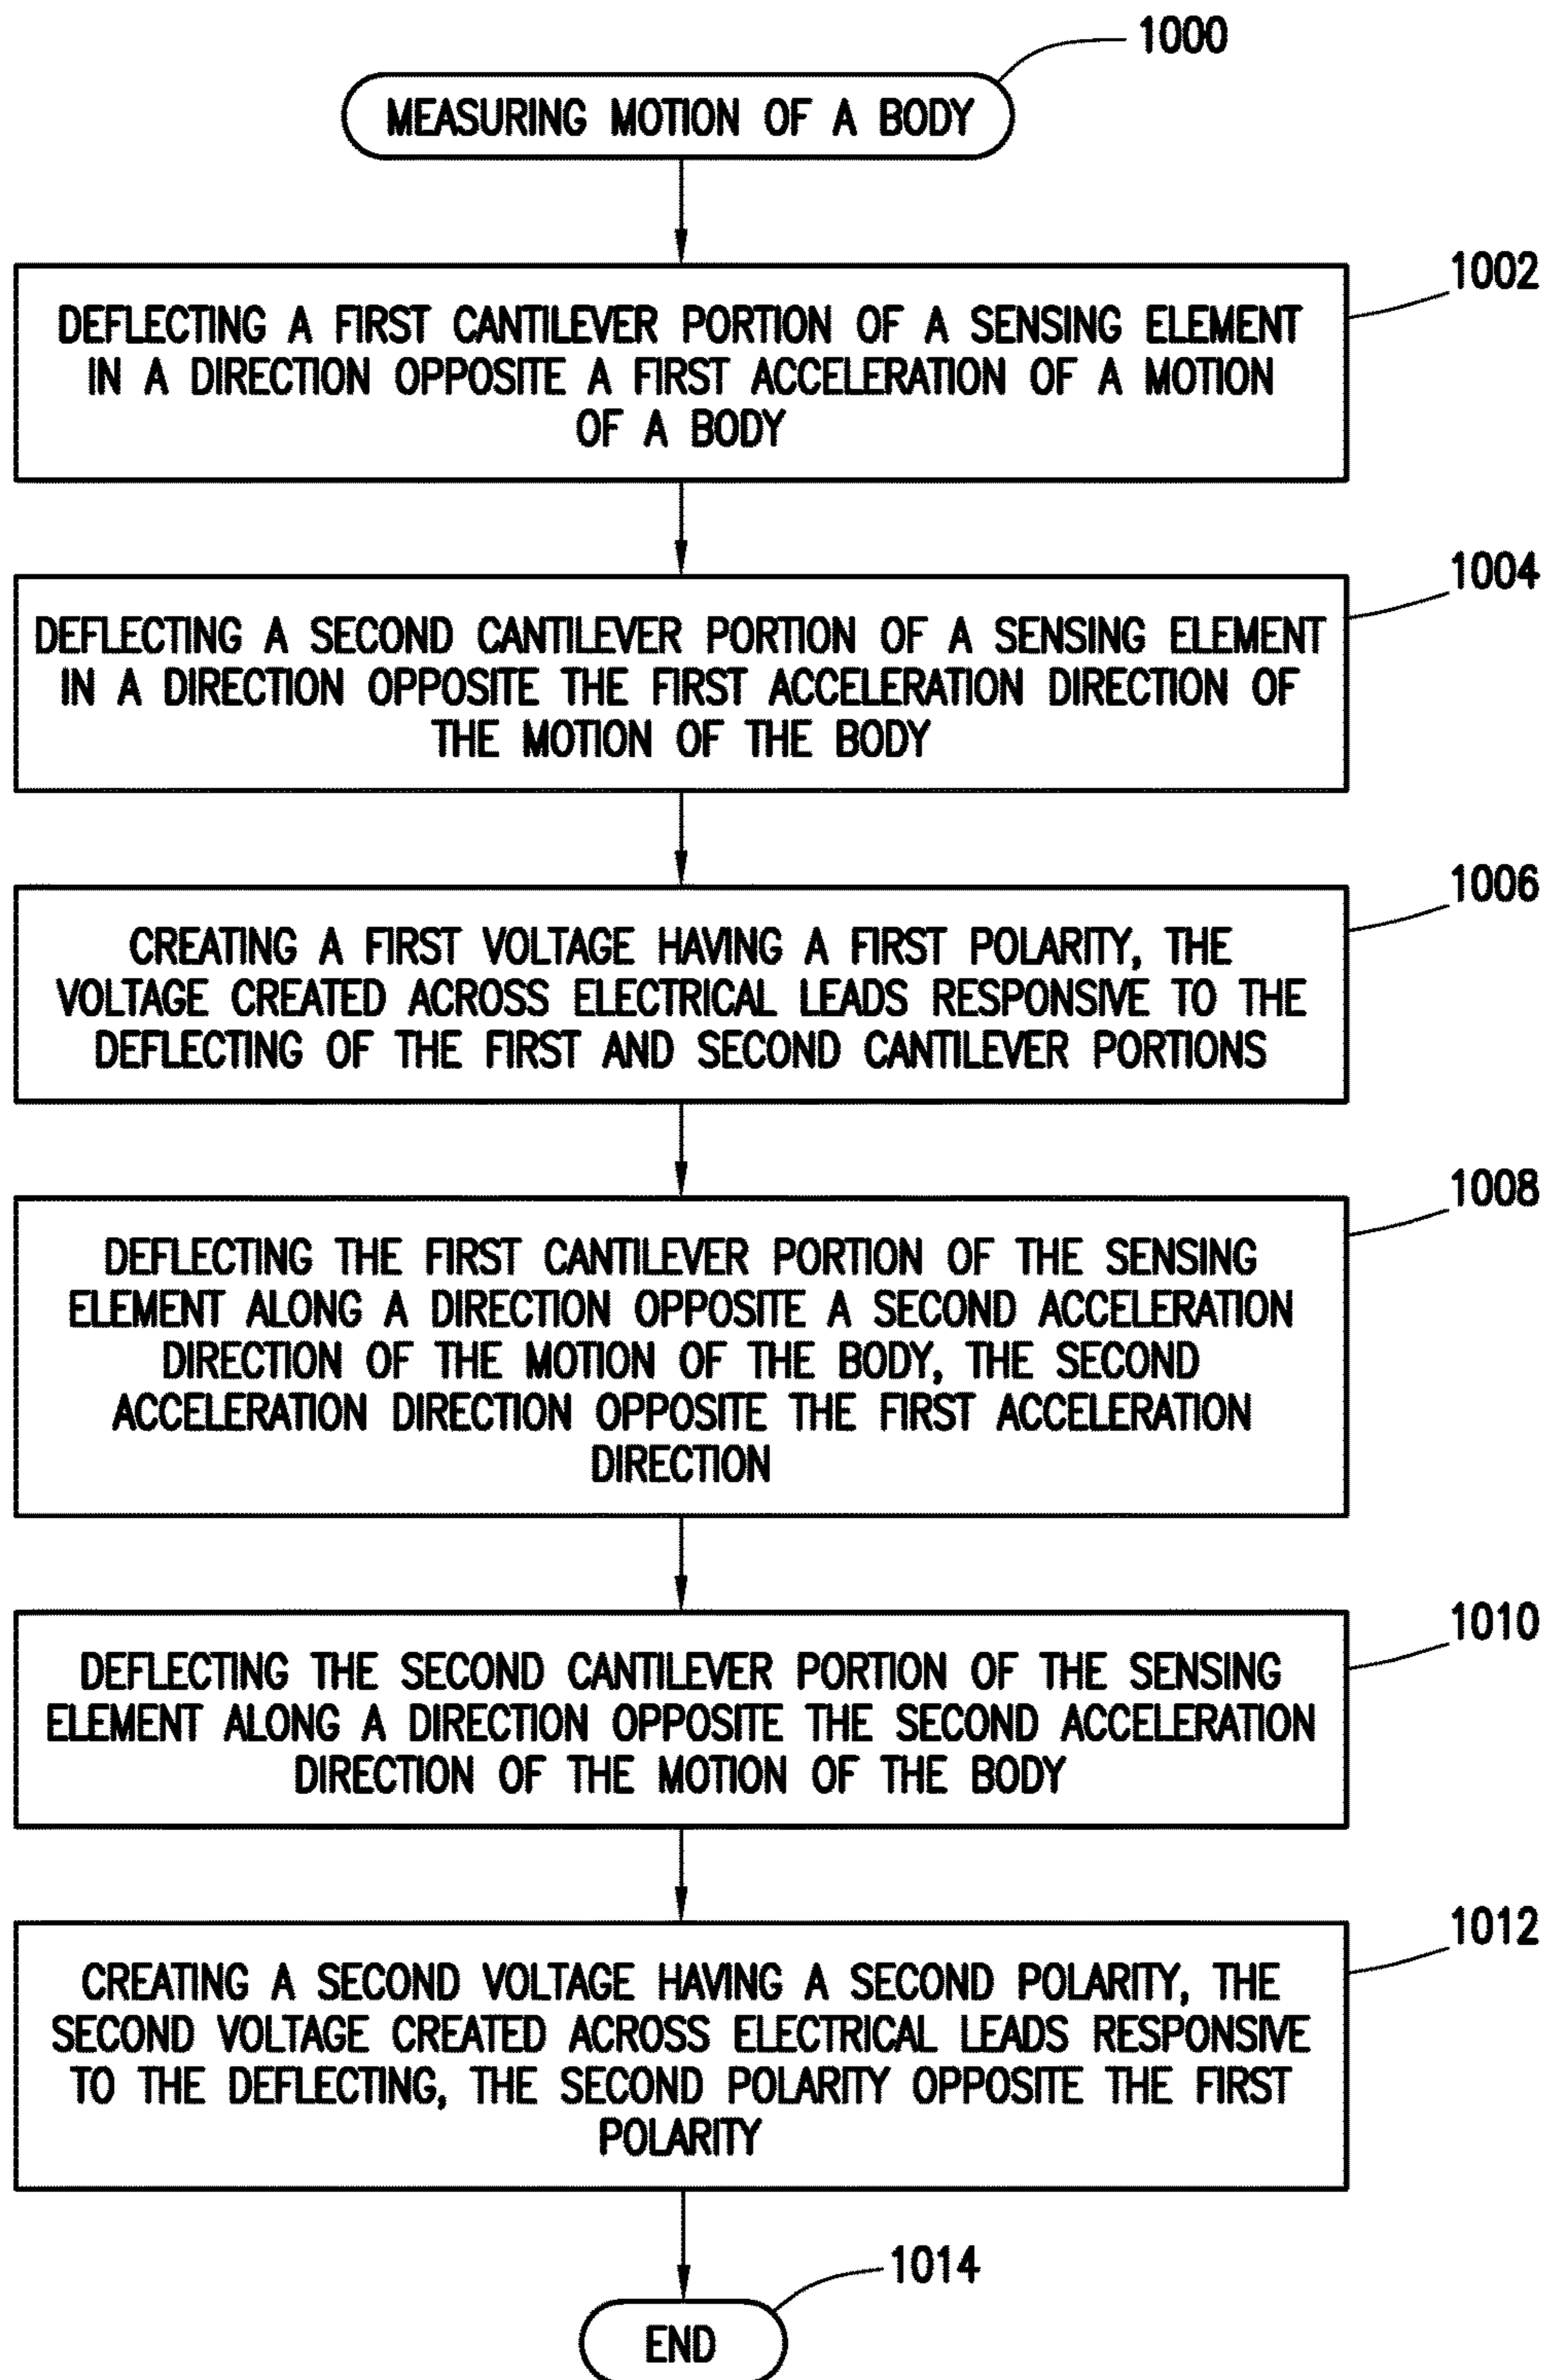 1000
MEASURING MOTION OF A BODY
1002
DEFLECTING A FIRST CANTILEVER PORTION OF A SENSING ELEMENT
IN A DIRECTION OPPOSITE A FIRST ACCELERATION OF A MOTION
OF A BODY
1004
DEFLECTING A SECOND CANTILEVER PORTION OF A SENSING ELEMENT
IN A DIRECTION OPPOSITE THE FIRST ACCELERATION DIRECTION OF
THE MOTION OF THE BODY
1006
CREATING A FIRST VOLTAGE HAVING A FIRST POLARITY, THE
VOLTAGE CREATED ACROSS ELECTRICAL LEADS RESPONSIVE TO THE
DEFLECTING OF THE FIRST AND SECOND CANTILEVER PORTIONS
1008
DEFLECTING THE FIRST CANTILEVER PORTION OF THE SENSING
ELEMENT ALONG A DIRECTION OPPOSITE A SECOND ACCELERATION
DIRECTION OF THE MOTION OF THE BODY, THE SECOND
ACCELERATION DIRECTION OPPOSITE THE FIRST ACCELERATION
DIRECTION
1010
DEFLECTING THE SECOND CANTILEVER PORTION OF THE SENSING
ELEMENT ALONG A DIRECTION OPPOSITE THE SECOND ACCELERATION
DIRECTION OF THE MOTION OF THE BODY
1012
CREATING A SECOND VOLTAGE HAVING A SECOND POLARITY, THE
SECOND VOLTAGE CREATED ACROSS ELECTRICAL LEADS RESPONSIVE
TO THE DEFLECTING, THE SECOND POLARITY OPPOSITE THE FIRST
POLARITY
1014
END